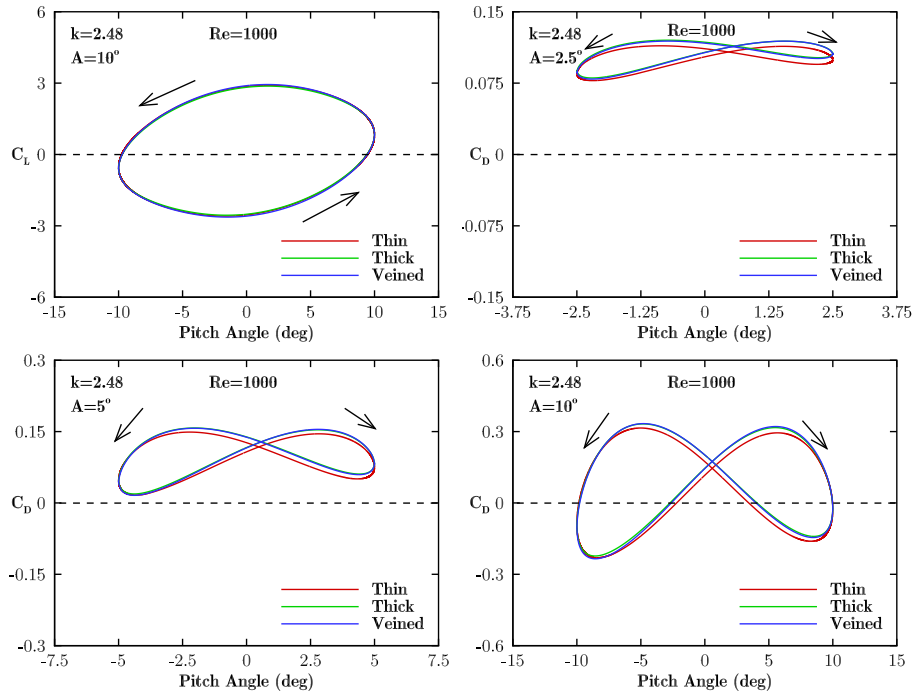 k=2.48 Re=1000
A=10°
6
3
0
-3
-6
C_L
Thin
Thick
Veined
-15 -10 -5 0 5 10 15
Pitch Angle (deg)
k=2.48 Re=1000
A=2.5°
0.15
0.075
0
-0.075
-0.15
C_D
Thin
Thick
Veined
-3.75 -2.5 -1.25 0 1.25 2.5 3.75
Pitch Angle (deg)
k=2.48 Re=1000
A=5°
0.3
0.15
0
-0.15
-0.3
C_D
Thin
Thick
Veined
-7.5 -5 -2.5 0 2.5 5 7.5
Pitch Angle (deg)
k=2.48 Re=1000
A=10°
0.6
0.3
0
-0.3
-0.6
C_D
Thin
Thick
Veined
-15 -10 -5 0 5 10 15
Pitch Angle (deg)